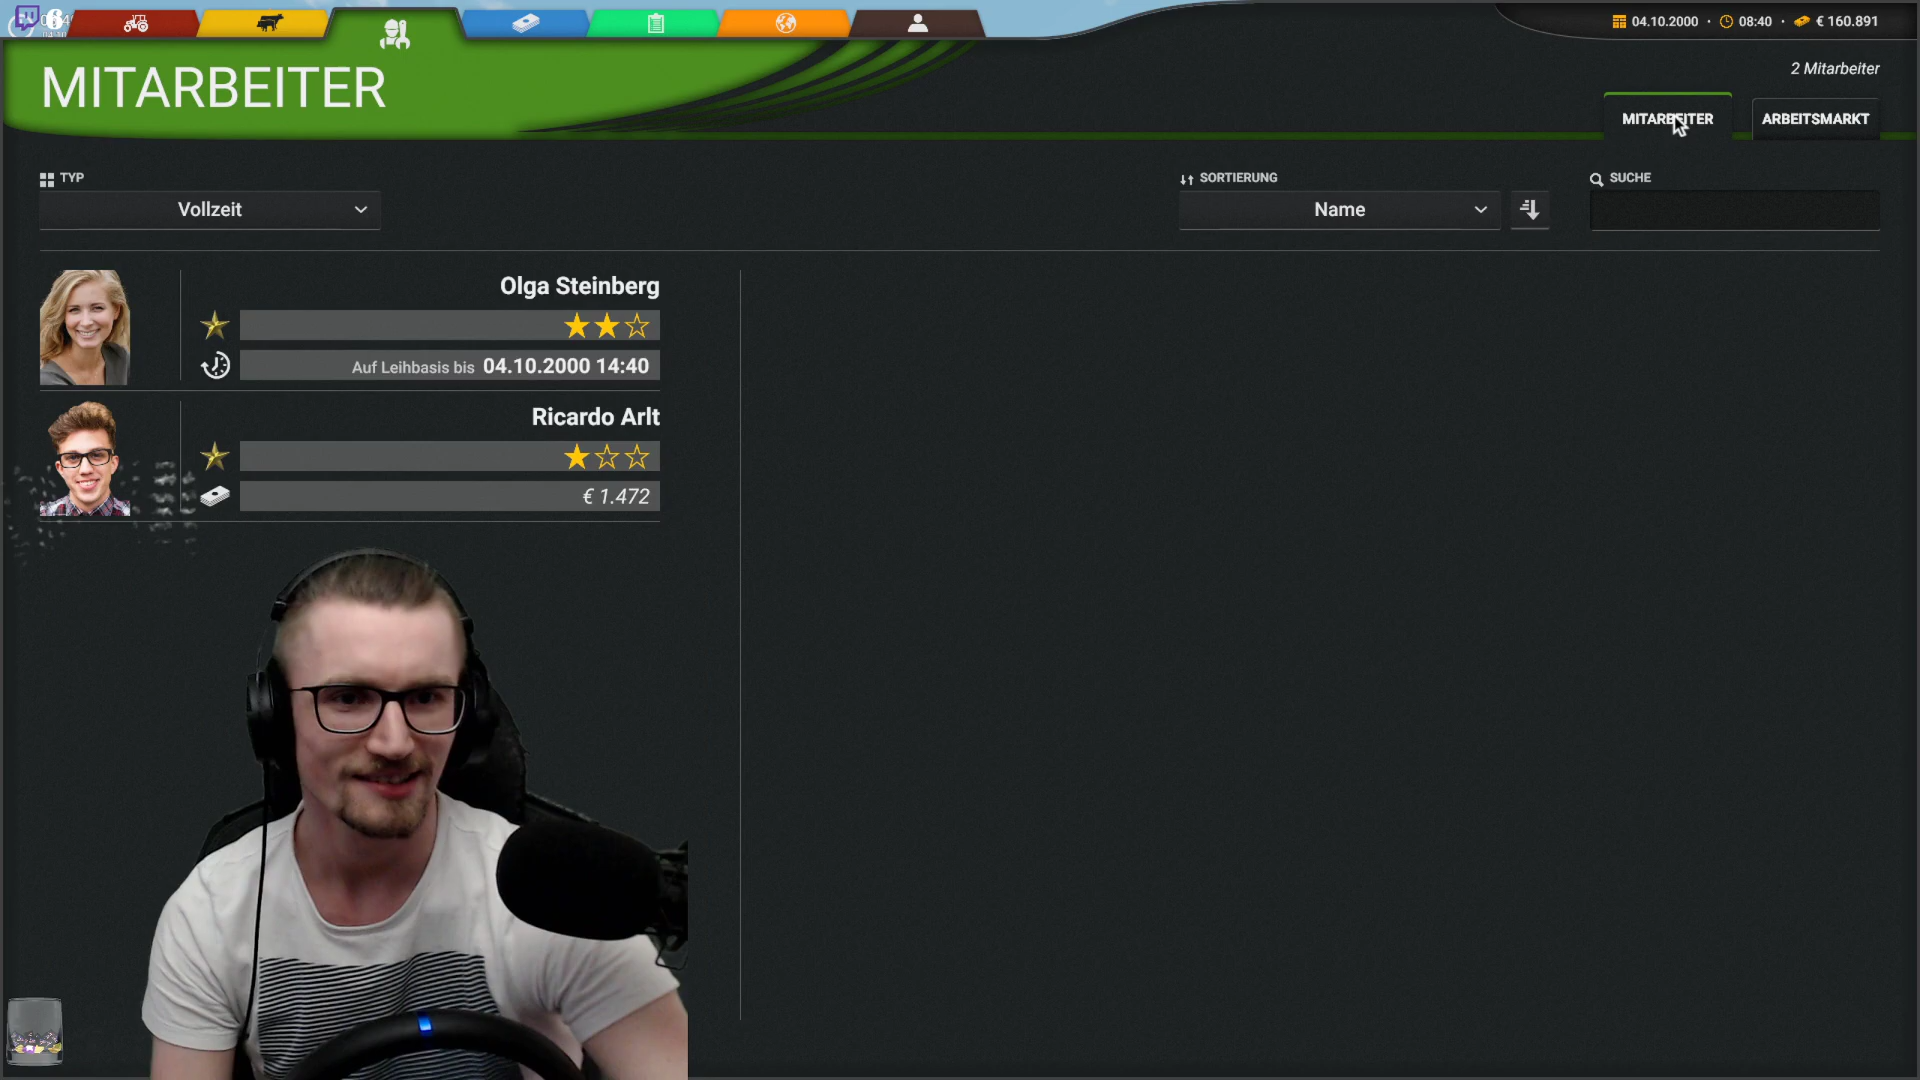 04.10.2000 · 08:40 · € 160.891
MITARBEITER
2 Mitarbeiter
MITARBEITER
ARBEITSMARKT
TYP
Vollzeit
SORTIERUNG
Name
SUCHE
Olga Steinberg
Auf Leihbasis bis 04.10.2000 14:40
Ricardo Arlt
€ 1.472